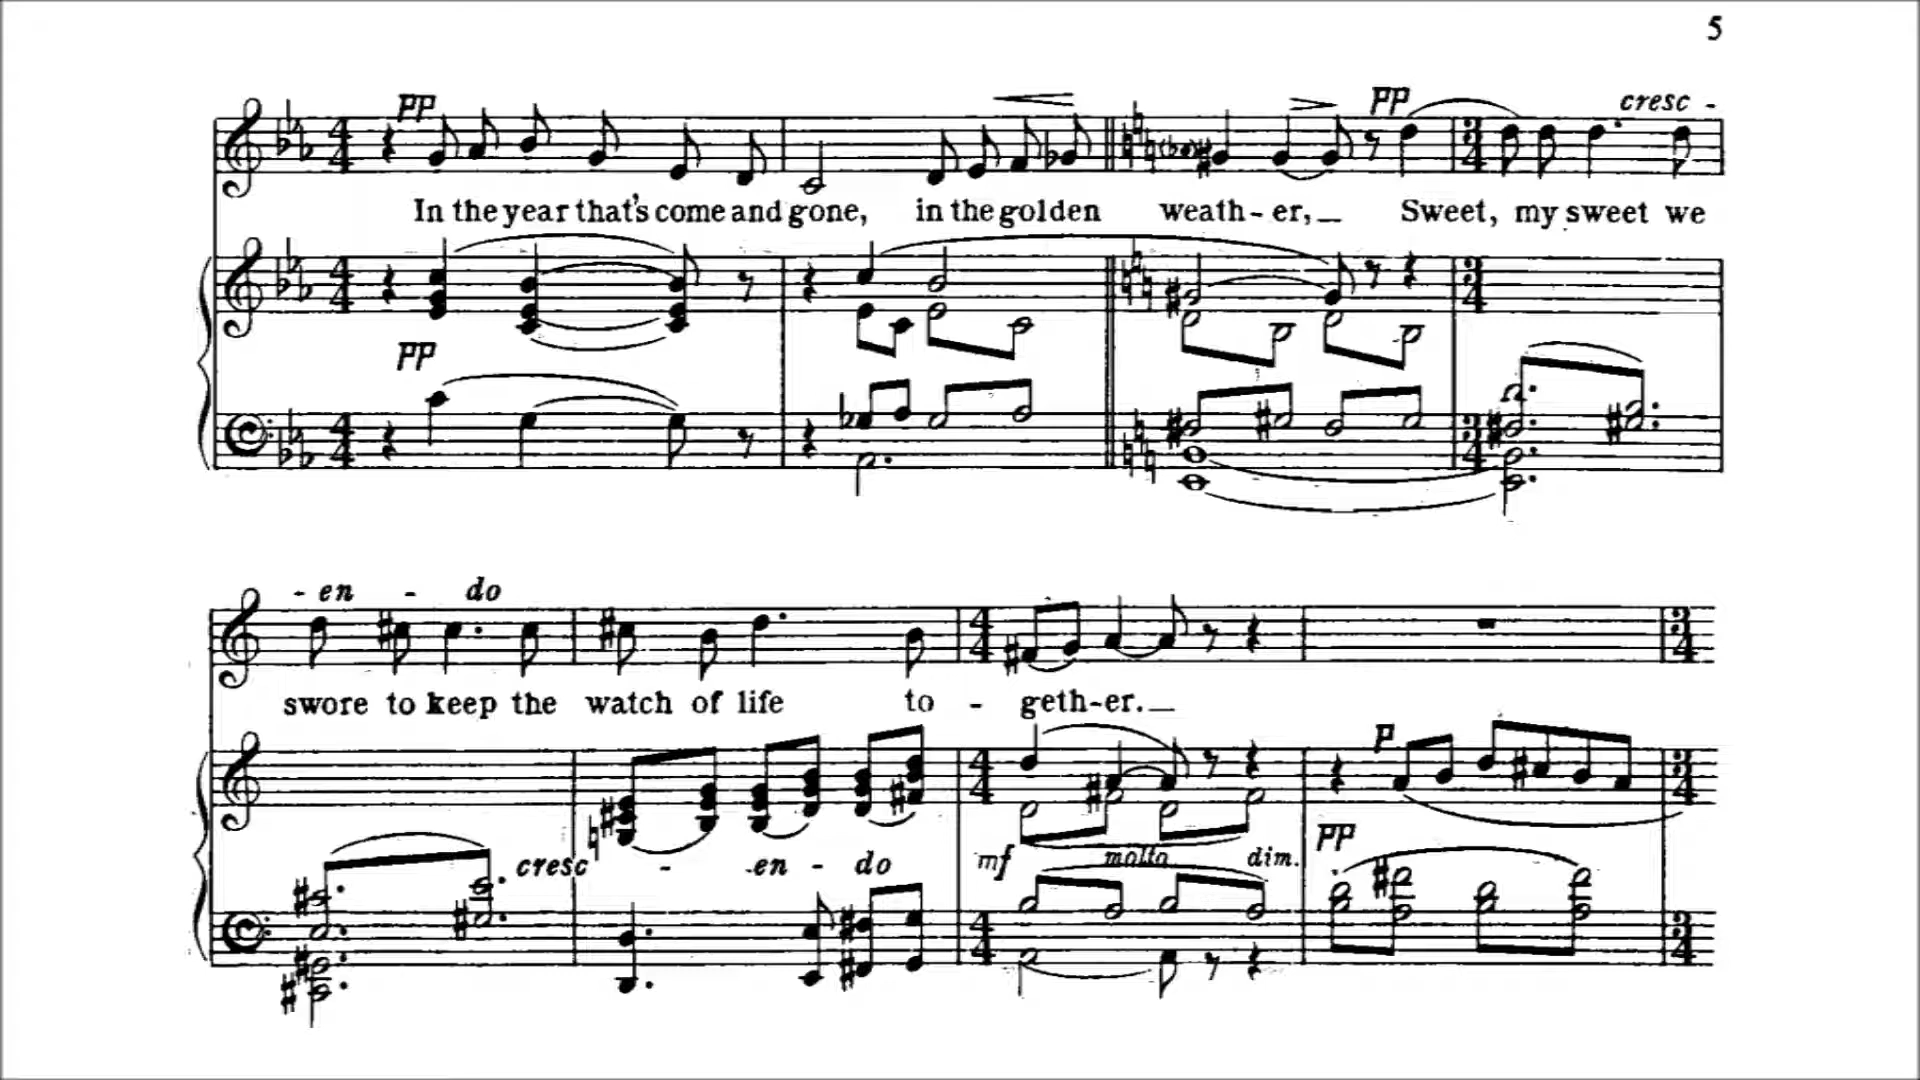 5
pp pp cresc -
In the year that's come and gone, in the golden weath - er, _ Sweet, my sweet we
pp
- en - do
swore to keep the watch of life to - geth-er. _
p
cresc - - en - do mf molto dim. pp